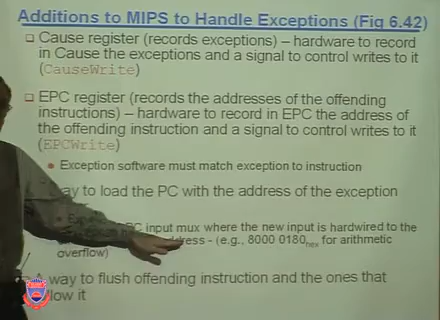 Additions to MIPS to Handle Exceptions (Fig 6.42)
Cause register (records exceptions) – hardware to record
in Cause the exceptions and a signal to control writes to it
(CauseWrite)
EPC register (records the addresses of the offending
instructions) – hardware to record in EPC the address of
the offending instruction and a signal to control writes to it
(EPCWrite)
Exception software must match exception to instruction
way to load the PC with the address of the exception
input mux where the new input is hardwired to the
- (e.g., 8000 0180hex for arithmetic
overflow)
way to flush offending instruction and the ones that
it